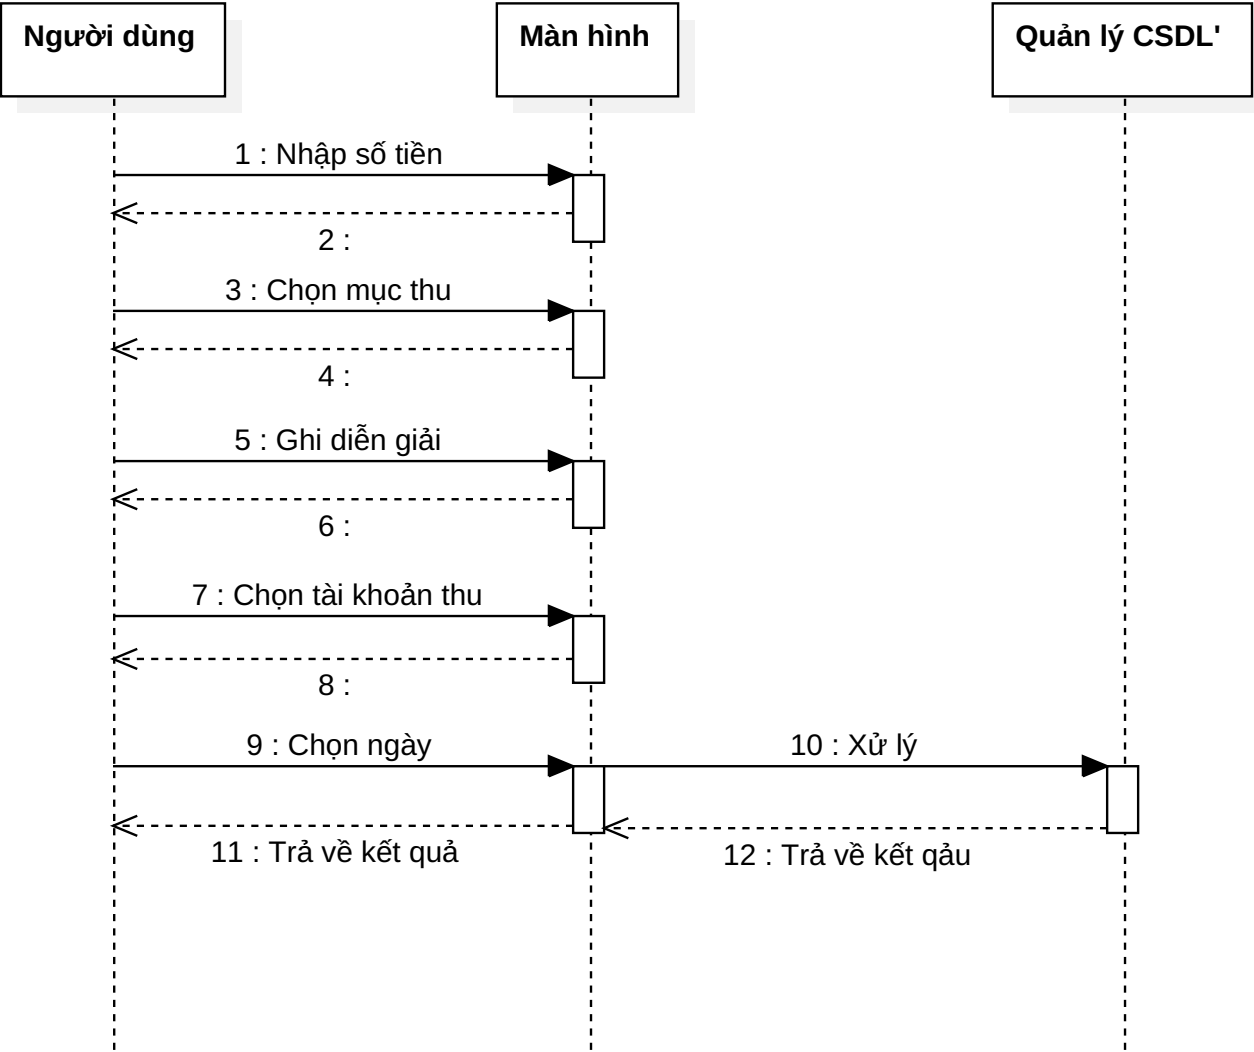 Người dùng
Màn hình
Quản lý CSDL'
1 : Nhập số tiền
2 :
3 : Chọn mục thu
4 :
5 : Ghi diễn giải
6 :
7 : Chọn tài khoản thu
8 :
9 : Chọn ngày
10 : Xử lý
11 : Trả về kết quả
12 : Trả về kết qảu